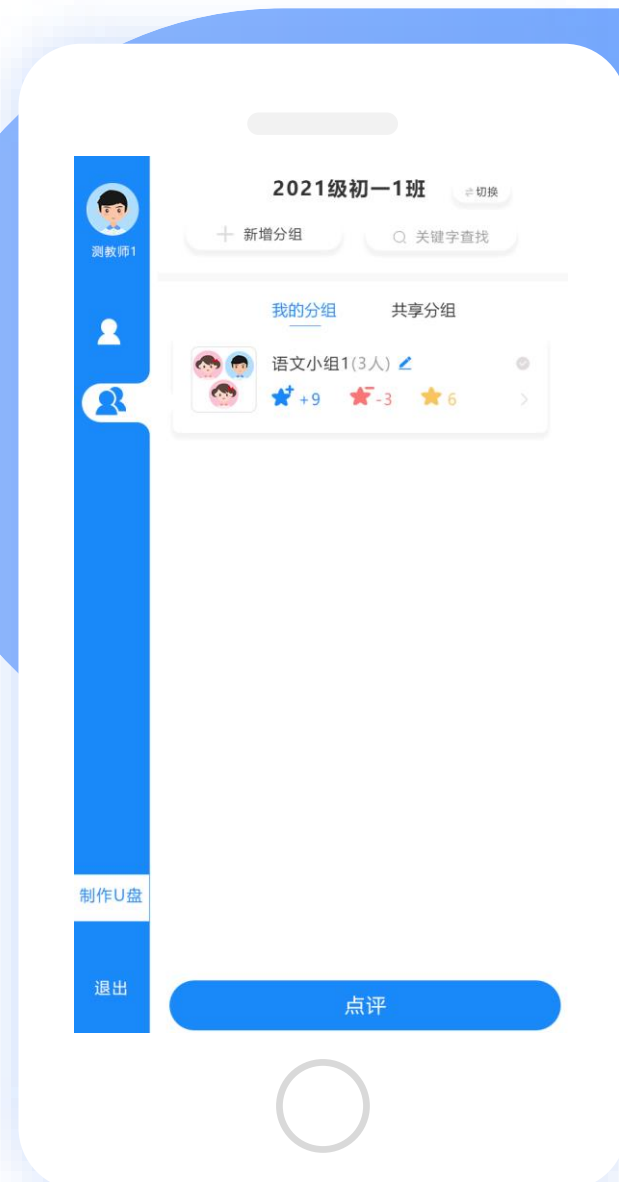 2021级初一1班
切换
测教师1
新增分组
关键字查找
我的分组 共享分组
语文小组1(3人)
+9 -3 6
制作U盘
退出
点评